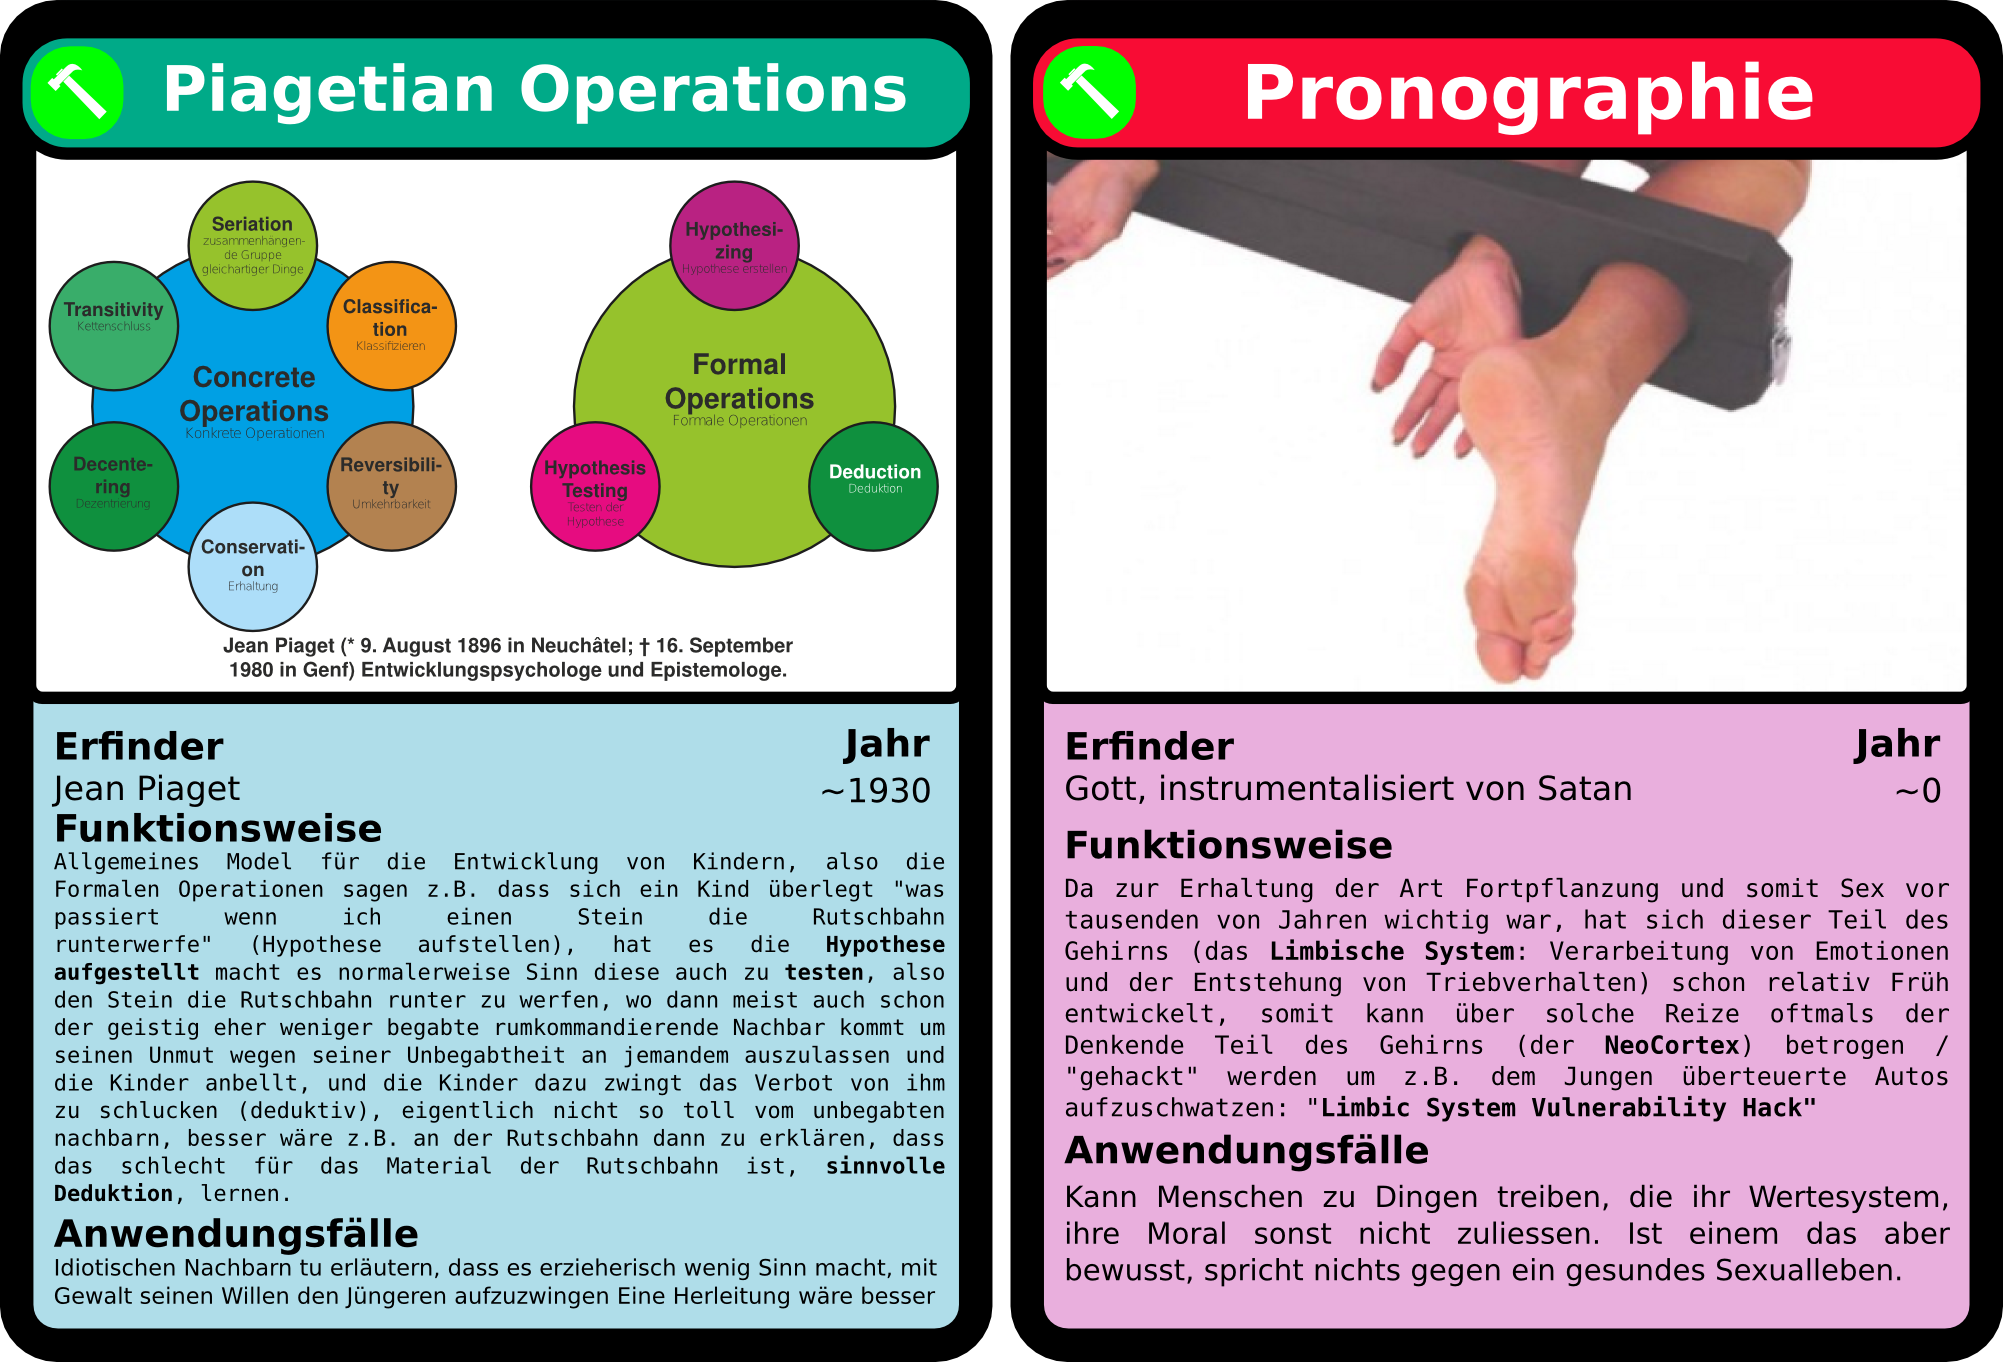 Piagetian Operations
Seriation
zusammenhängen-
de Gruppe
gleichartiger Dinge
Transitivity
Kettenschluss
Classifica-
tion
Klassifizieren
Concrete
Operations
Konkrete Operationen
Decente-
ring
Dezentrierung
Reversibili-
ty
Umkehrbarkeit
Conservati-
on
Erhaltung
Hypothesi-
zing
Hypothese erstellen
Formal
Operations
Formale Operationen
Hypothesis
Testing
Testen der
Hypothese
Deduction
Deduktion
Jean Piaget (* 9. August 1896 in Neuchâtel; † 16. September
1980 in Genf) Entwicklungspsychologe und Epistemologe.
Erfinder
Jahr
Jean Piaget
~1930
Funktionsweise
Allgemeines Model für die Entwicklung von Kindern, also die
Formalen Operationen sagen z.B. dass sich ein Kind überlegt "was
passiert wenn ich einen Stein die Rutschbahn
runterwerfe" (Hypothese aufstellen), hat es die Hypothese
aufgestellt macht es normalerweise Sinn diese auch zu testen, also
den Stein die Rutschbahn runter zu werfen, wo dann meist auch schon
der geistig eher weniger begabte rumkommandierende Nachbar kommt um
seinen Unmut wegen seiner Unbegabtheit an jemandem auszulassen und
die Kinder anbellt, und die Kinder dazu zwingt das Verbot von ihm
zu schlucken (deduktiv), eigentlich nicht so toll vom unbegabten
nachbarn, besser wäre z.B. an der Rutschbahn dann zu erklären, dass
das schlecht für das Material der Rutschbahn ist, sinnvolle
Deduktion, lernen.
Anwendungsfälle
Idiotischen Nachbarn tu erläutern, dass es erzieherisch wenig Sinn macht, mit
Gewalt seinen Willen den Jüngeren aufzuzwingen Eine Herleitung wäre besser
Pronographie
Erfinder
Jahr
Gott, instrumentalisiert von Satan
~0
Funktionsweise
Da zur Erhaltung der Art Fortpflanzung und somit Sex vor
tausenden von Jahren wichtig war, hat sich dieser Teil des
Gehirns (das Limbische System: Verarbeitung von Emotionen
und der Entstehung von Triebverhalten) schon relativ Früh
entwickelt, somit kann über solche Reize oftmals der
Denkende Teil des Gehirns (der NeoCortex) betrogen /
"gehackt" werden um z.B. dem Jungen überteuerte Autos
aufzuschwatzen: "Limbic System Vulnerability Hack"
Anwendungsfälle
Kann Menschen zu Dingen treiben, die ihr Wertesystem,
ihre Moral sonst nicht zuliessen. Ist einem das aber
bewusst, spricht nichts gegen ein gesundes Sexualleben.